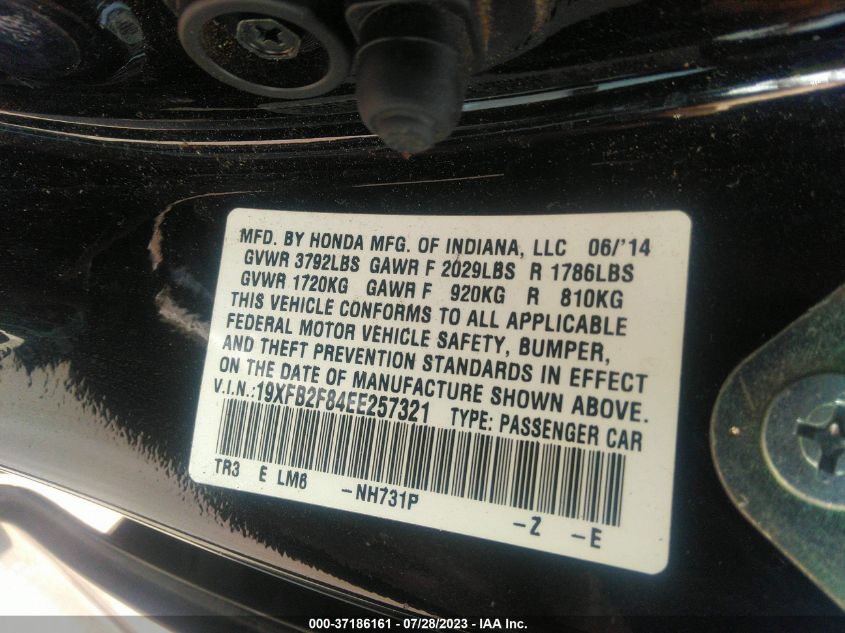 MFD. BY HONDA MFG. OF INDIANA, LLC 06/'14
GVWR 3792LBS GAWR F 2029LBS R 1786LBS
GVWR 1720KG GAWR F 920KG R 810KG
THIS VEHICLE CONFORMS TO ALL APPLICABLE
FEDERAL MOTOR VEHICLE SAFETY, BUMPER,
AND THEFT PREVENTION STANDARDS IN EFFECT
ON THE DATE OF MANUFACTURE SHOWN ABOVE.
V.I.N.:19XFB2F84EE257321 TYPE: PASSENGER CAR
TR3 E LM6 -NH731P -Z -E
000-37186161 / 07/28/2023 - IAA Inc.